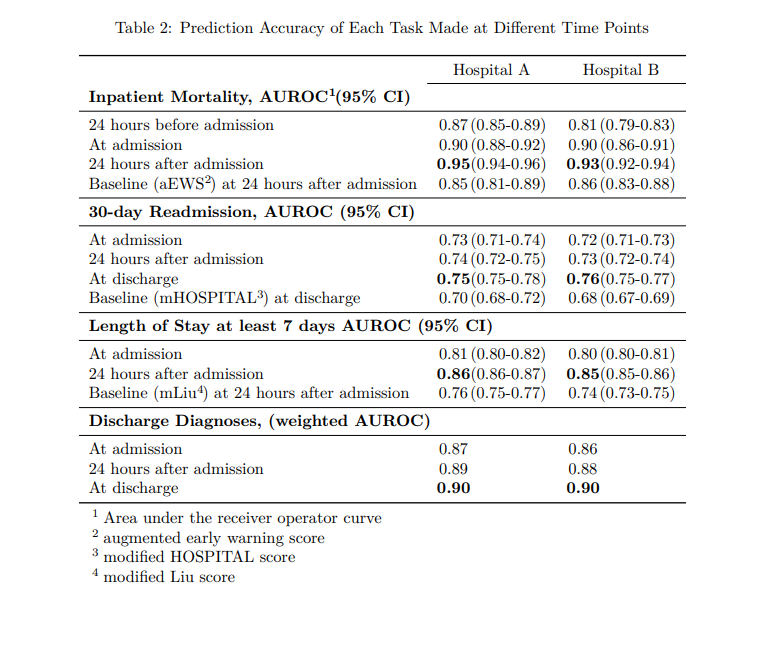 Table 2: Prediction Accuracy of Each Task Made at Different Time Points
Hospital A Hospital B
Inpatient Mortality, AUROC¹(95% CI)
24 hours before admission 0.87 (0.85-0.89) 0.81 (0.79-0.83)
At admission 0.90 (0.88-0.92) 0.90 (0.86-0.91)
24 hours after admission 0.95(0.94-0.96) 0.93(0.92-0.94)
Baseline (aEWS²) at 24 hours after admission 0.85 (0.81-0.89) 0.86 (0.83-0.88)
30-day Readmission, AUROC (95% CI)
At admission 0.73 (0.71-0.74) 0.72 (0.71-0.73)
24 hours after admission 0.74 (0.72-0.75) 0.73 (0.72-0.74)
At discharge 0.75(0.75-0.78) 0.76(0.75-0.77)
Baseline (mHOSPITAL³) at discharge 0.70 (0.68-0.72) 0.68 (0.67-0.69)
Length of Stay at least 7 days AUROC (95% CI)
At admission 0.81 (0.80-0.82) 0.80 (0.80-0.81)
24 hours after admission 0.86(0.86-0.87) 0.85(0.85-0.86)
Baseline (mLiu⁴) at 24 hours after admission 0.76 (0.75-0.77) 0.74 (0.73-0.75)
Discharge Diagnoses, (weighted AUROC)
At admission 0.87 0.86
24 hours after admission 0.89 0.88
At discharge 0.90 0.90
¹ Area under the receiver operator curve
² augmented early warning score
³ modified HOSPITAL score
⁴ modified Liu score